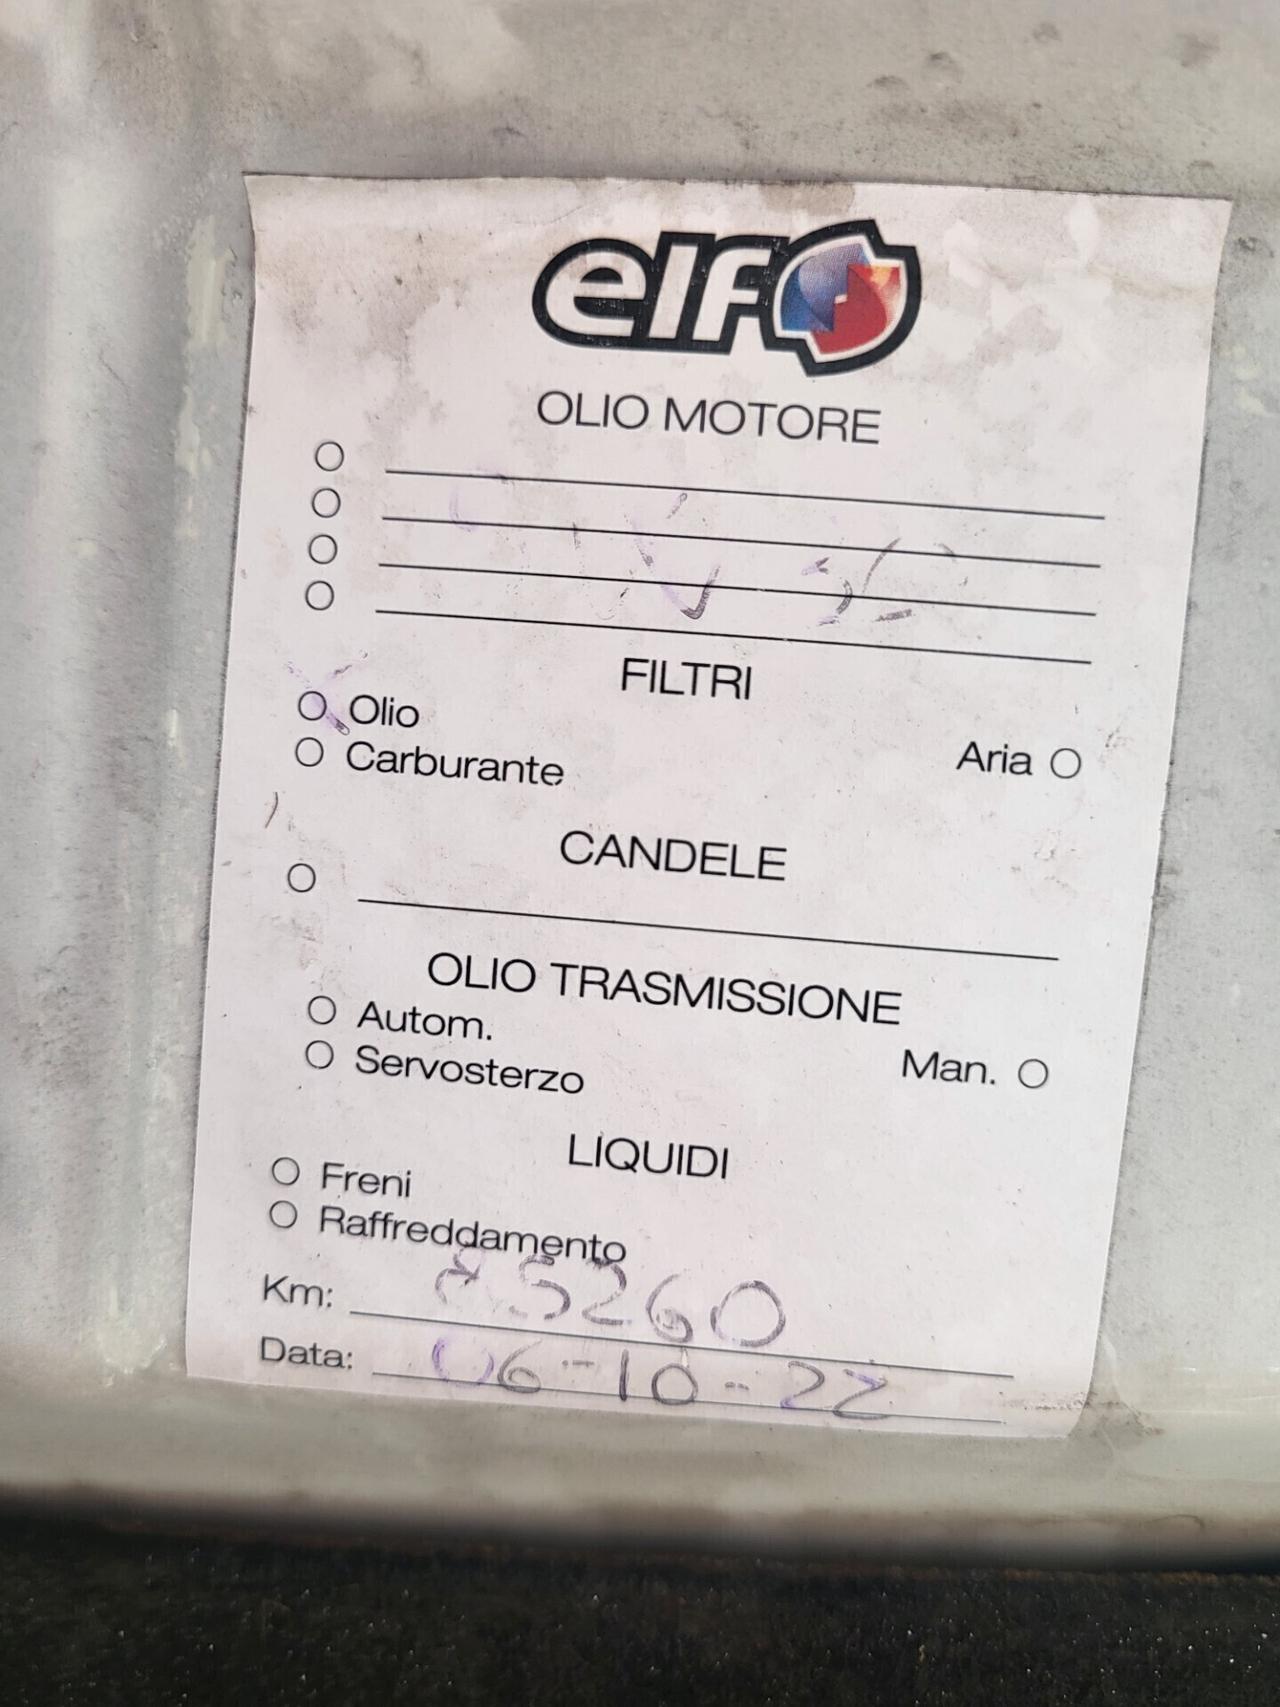 elf
OLIO MOTORE
FILTRI
Olio
Carburante Aria
CANDELE
OLIO TRASMISSIONE
Autom.
Servosterzo Man.
LIQUIDI
Freni
Raffreddamento
Km: 85260
Data: 06-10-22